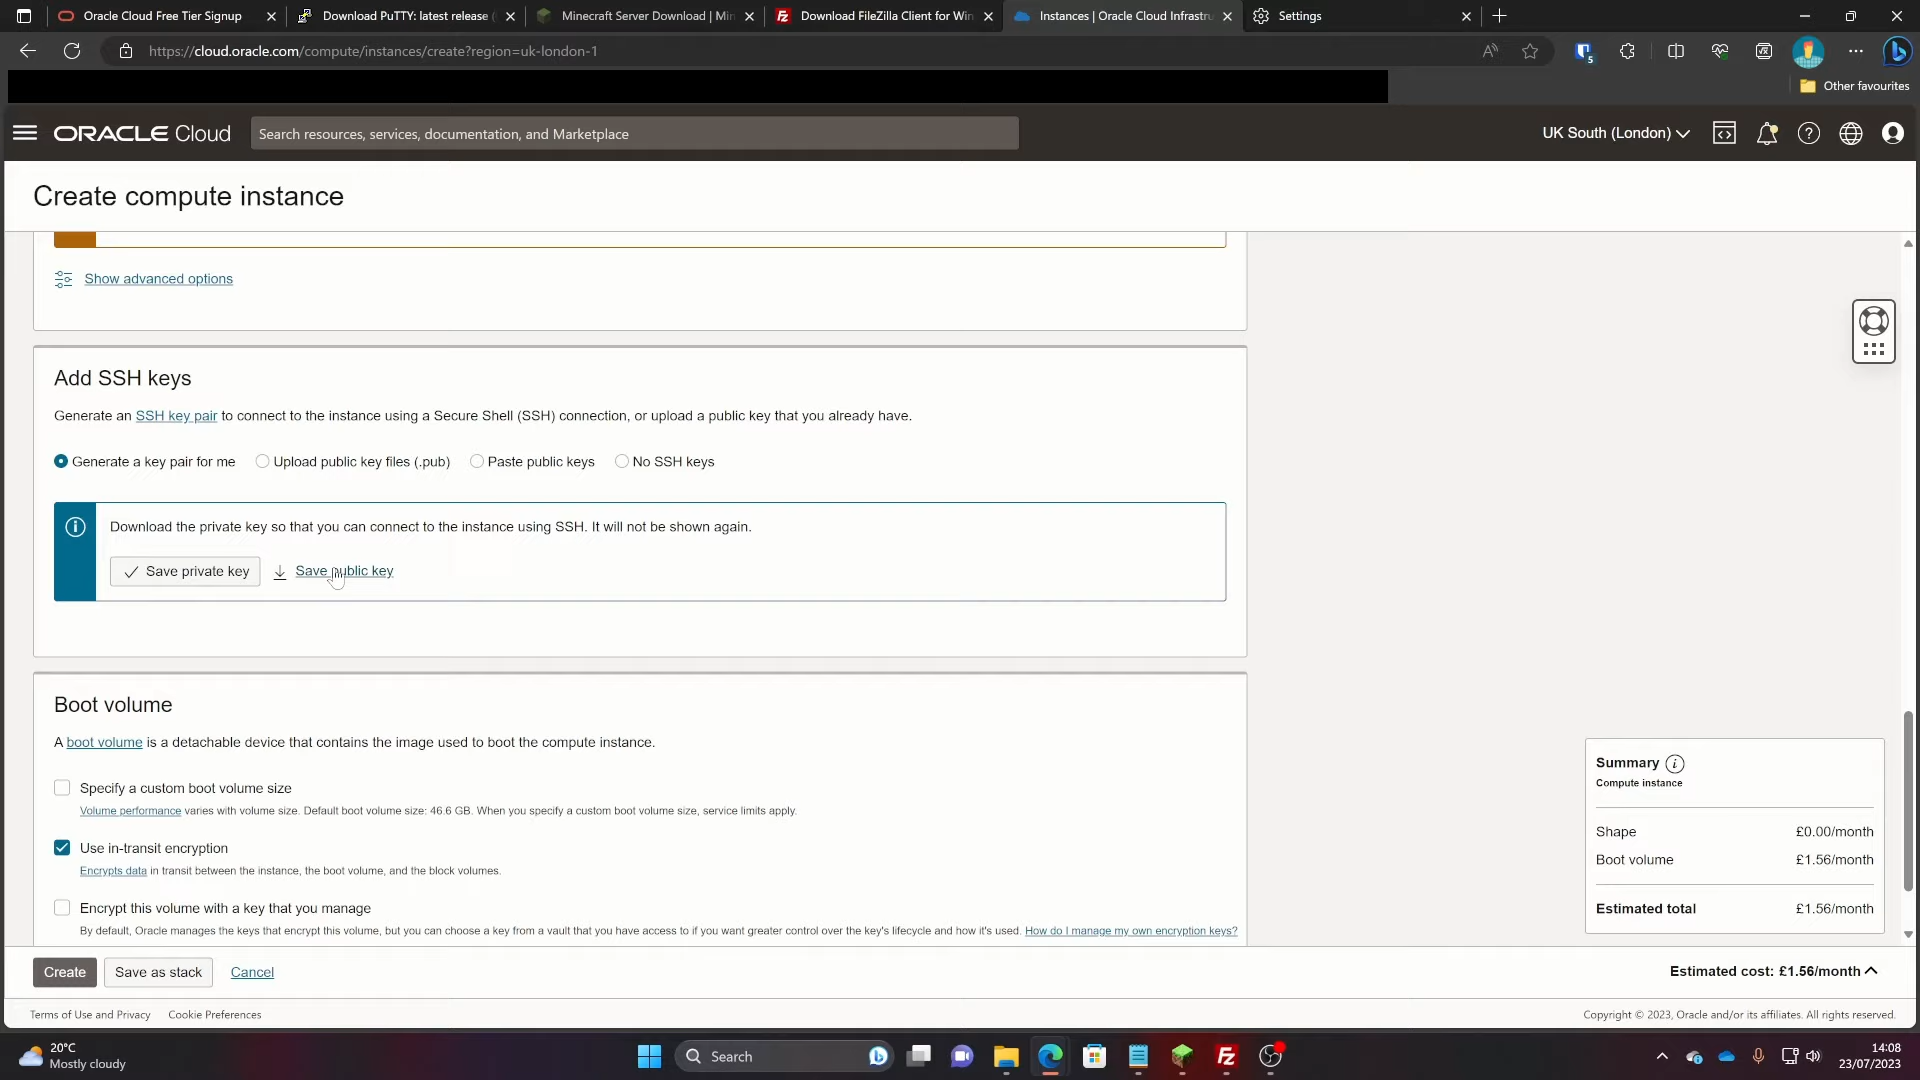 Oracle Cloud Free Tier Signup
Download PuTTY: latest release (
Minecraft Server Download | Min
Download FileZilla Client for Win
Instances | Oracle Cloud Infrastru
Settings
https://cloud.oracle.com/compute/instances/create?region=uk-london-1
5
Other favourites
ORACLE Cloud
Search resources, services, documentation, and Marketplace
UK South (London)
Create compute instance
Show advanced options
Add SSH keys
Generate an SSH key pair to connect to the instance using a Secure Shell (SSH) connection, or upload a public key that you already have.
Generate a key pair for me
Upload public key files (.pub)
Paste public keys
No SSH keys
Download the private key so that you can connect to the instance using SSH. It will not be shown again.
Save private key
Save public key
Boot volume
A boot volume is a detachable device that contains the image used to boot the compute instance.
Specify a custom boot volume size
Volume performance varies with volume size. Default boot volume size: 46.6 GB. When you specify a custom boot volume size, service limits apply.
Use in-transit encryption
Encrypts data in transit between the instance, the boot volume, and the block volumes.
Encrypt this volume with a key that you manage
By default, Oracle manages the keys that encrypt this volume, but you can choose a key from a vault that you have access to if you want greater control over the key's lifecycle and how it's used. How do I manage my own encryption keys?
Summary
Compute instance
Shape £0.00/month
Boot volume £1.56/month
Estimated total £1.56/month
Create
Save as stack
Cancel
Estimated cost: £1.56/month
Terms of Use and Privacy
Cookie Preferences
Copyright © 2023, Oracle and/or its affiliates. All rights reserved.
20°C
Mostly cloudy
Search
14:08
23/07/2023